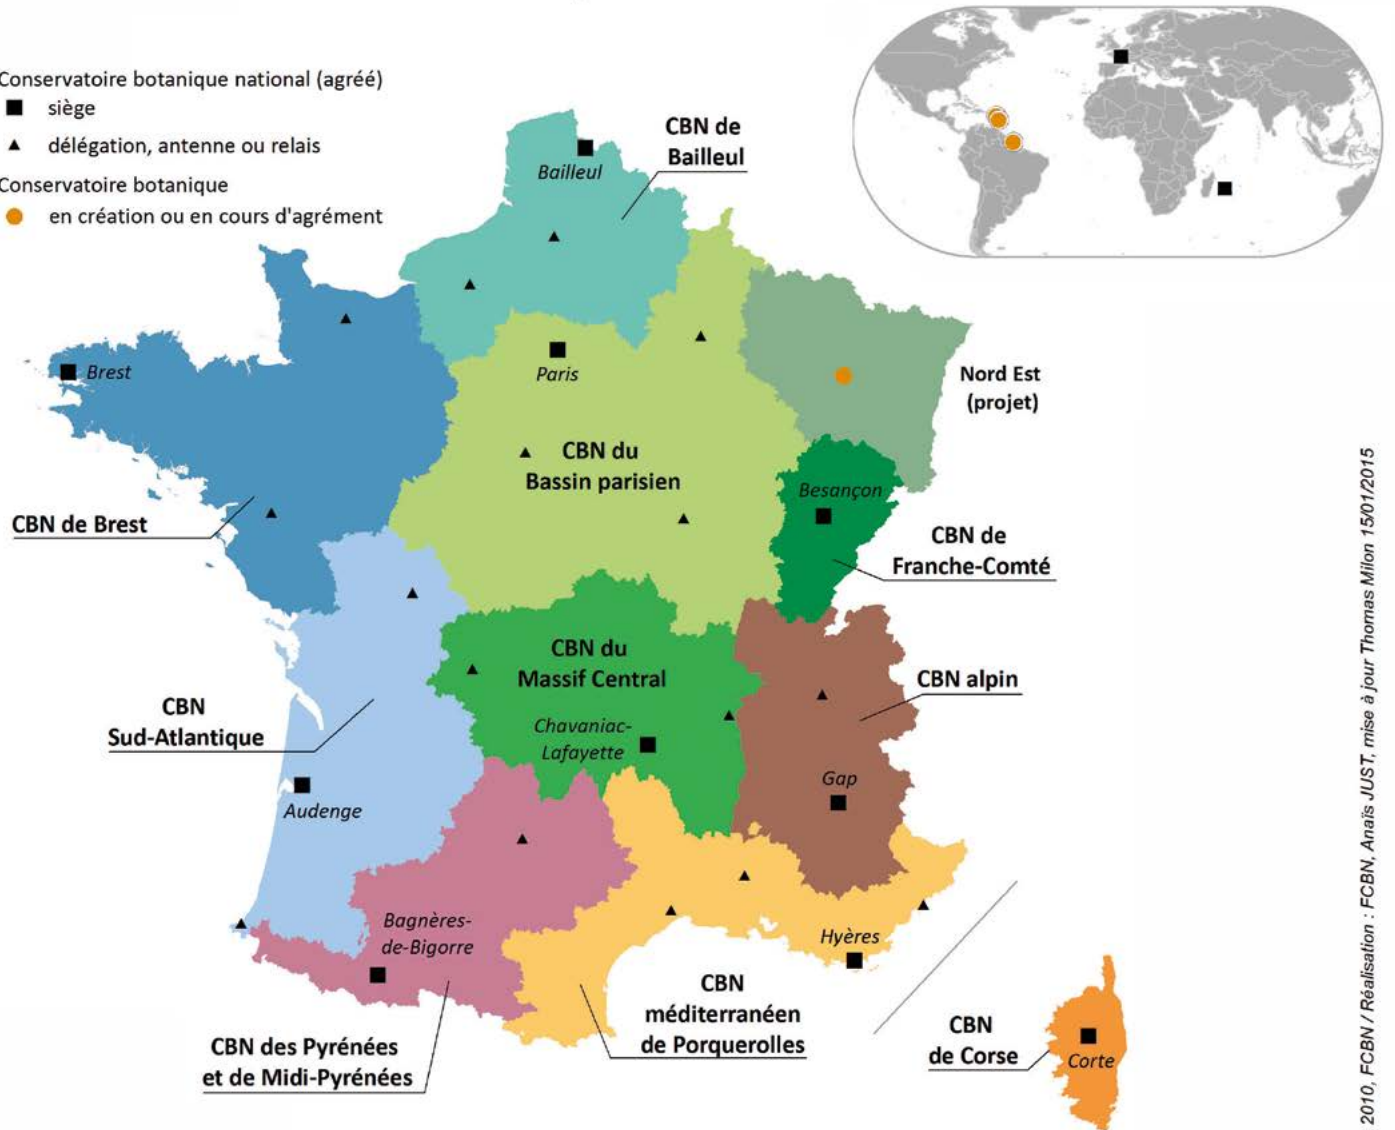 Conservatoire botanique national (agréé)
siège
délégation, antenne ou relais
Conservatoire botanique
en création ou en cours d'agrément
CBN de
Bailleul
Bailleul
Brest
Paris
Nord Est
(projet)
CBN du
Bassin parisien
Besançon
CBN de Brest
CBN de
Franche-Comté
CBN du
Massif Central
CBN alpin
CBN
Sud-Atlantique
Chavaniac-
Lafayette
Gap
Audenge
Bagnères-
de-Bigorre
Hyères
CBN
méditerranéen
de Porquerolles
CBN des Pyrénées
et de Midi-Pyrénées
CBN
de Corse
Corte
2010, FCBN / Réalisation : FCBN, Anaïs JUST, mise à jour Thomas Milon 15/01/2015